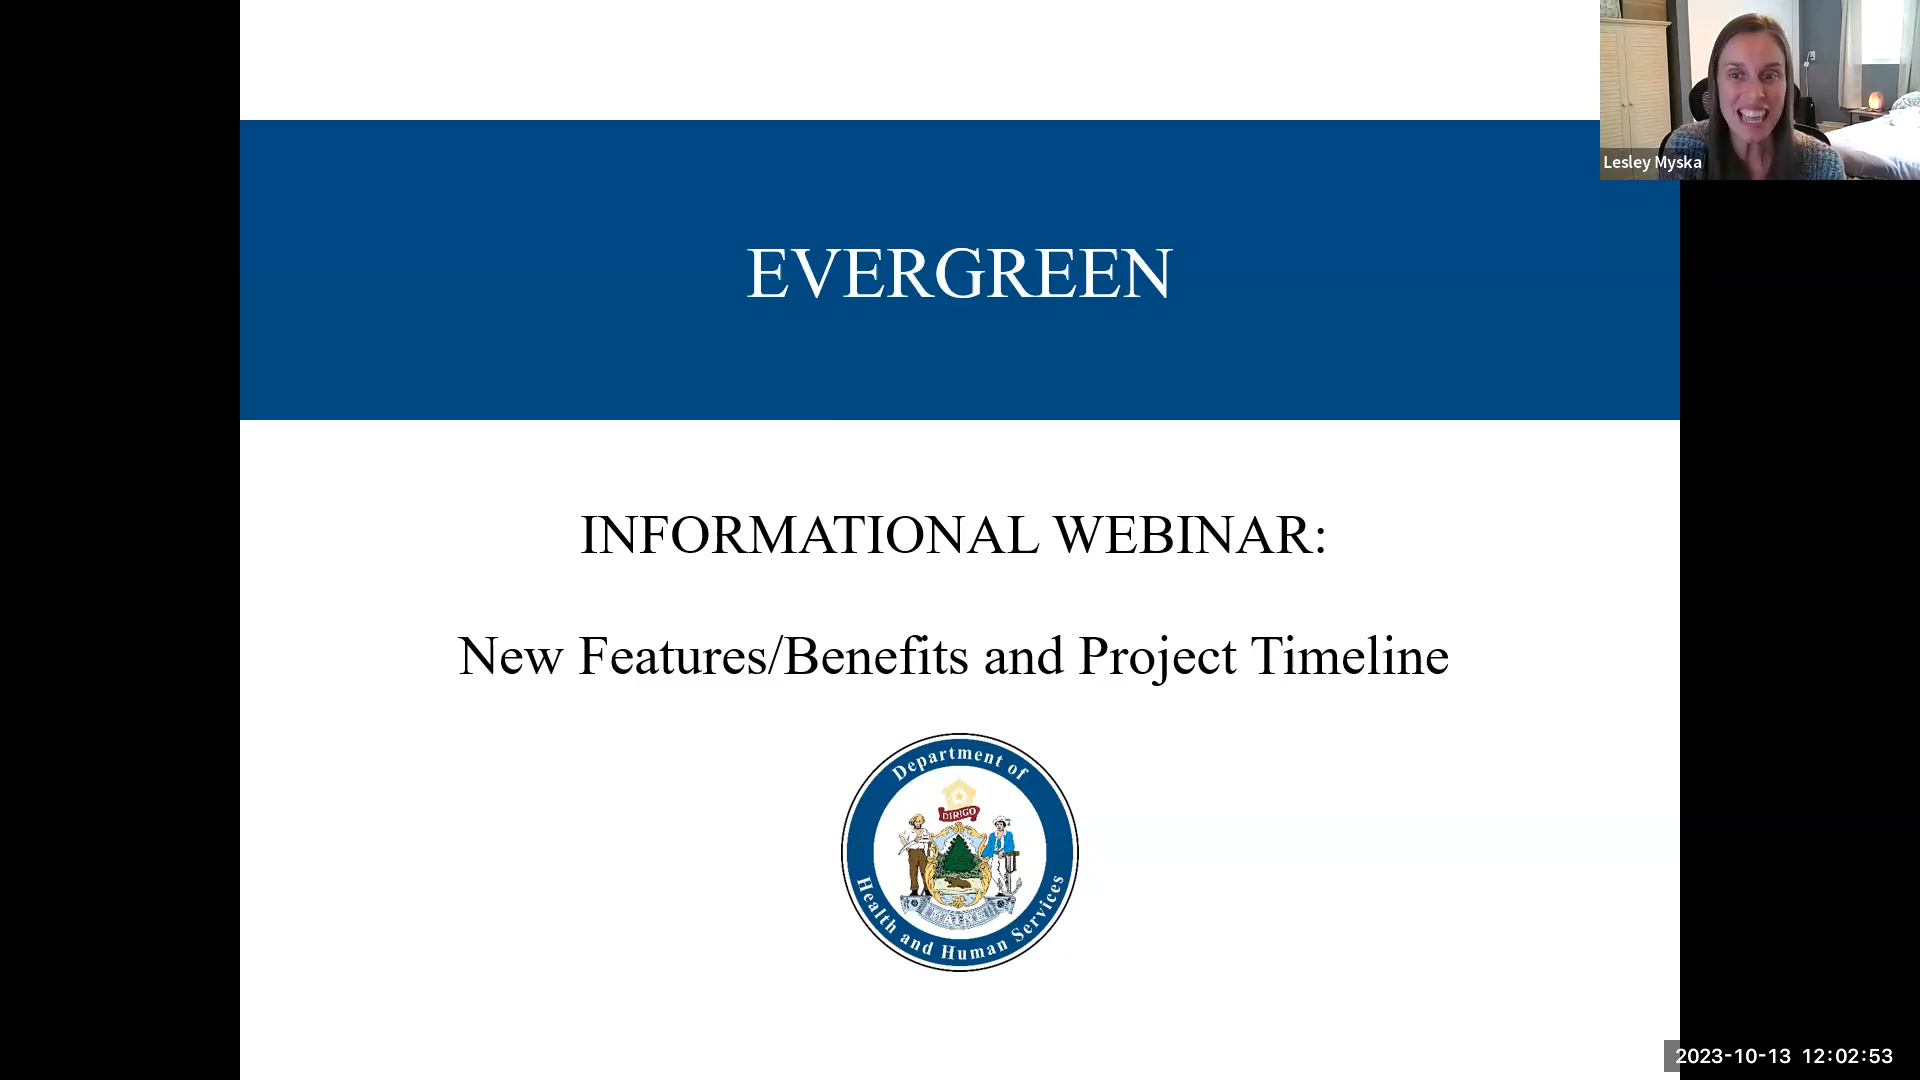 Lesley Myska
EVERGREEN
INFORMATIONAL WEBINAR:
New Features/Benefits and Project Timeline
Department of
DIRIGO
MAINE
Health and Human Services
2023-10-13 12:02:53